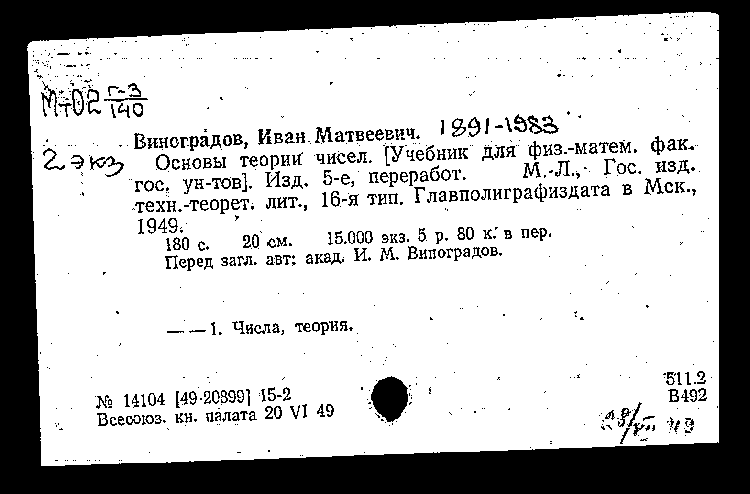 М-02 Г-3/140
2 экз
Виноградов, Иван Матвеевич. 1891-1983
Основы теории чисел. [Учебник для физ.-матем. фак.
гос. ун-тов]. Изд. 5-е, переработ. М.-Л., Гос. изд.
техн.-теорет. лит., 16-я тип. Главполиграфиздата в Мск.,
1949.
180 с. 20 см. 15.000 экз. 5 р. 80 к. в пер.
Перед загл. авт: акад. И. М. Виноградов.
— — 1. Числа, теория.
№ 14104 [49-20899] 15-2
Всесоюз. кн. палата 20 VI 49
511.2
В492
49